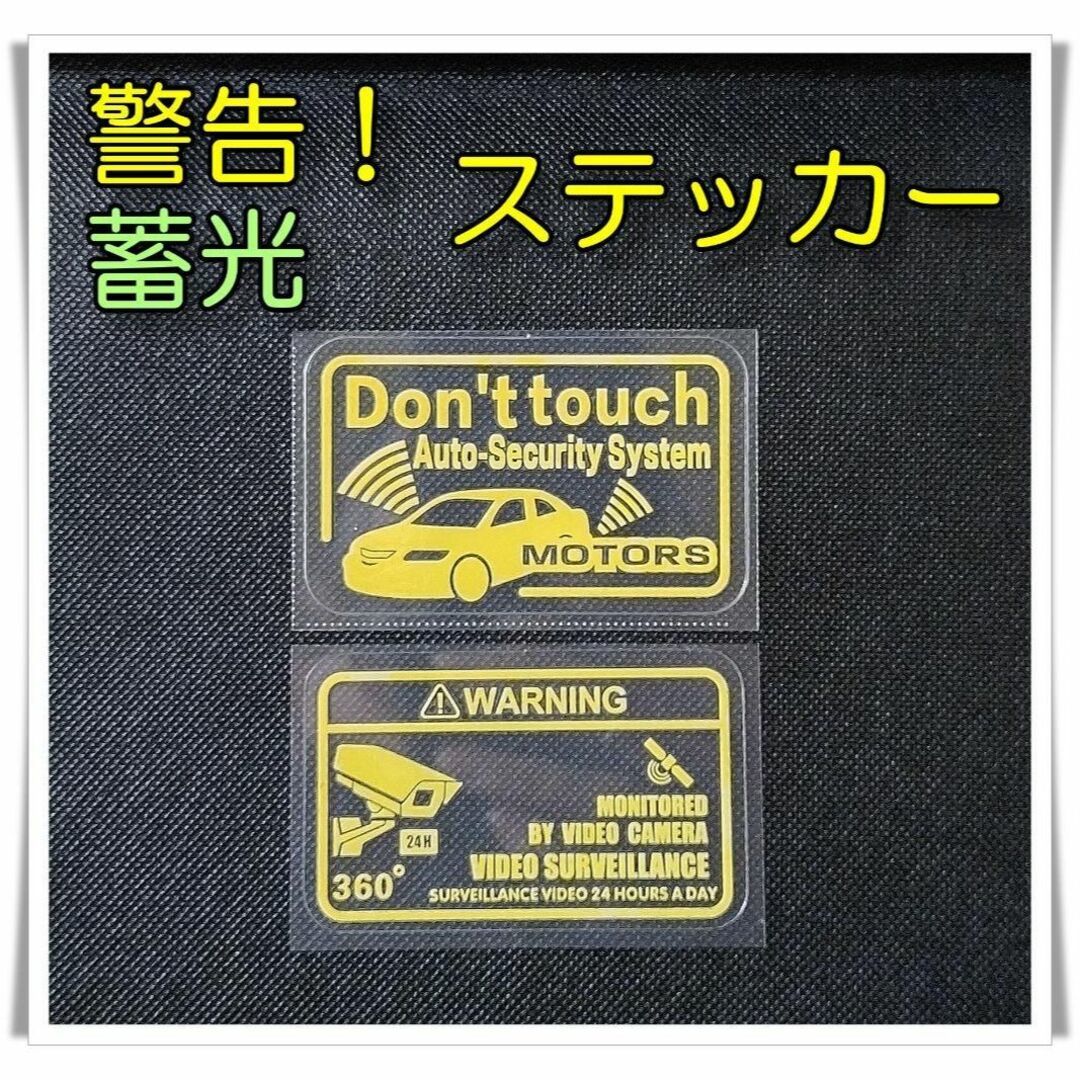 警告！
蓄光
ステッカー
Don't touch
Auto-Security System
MOTORS
WARNING
24H
360°
MONITORED
BY VIDEO CAMERA
VIDEO SURVEILLANCE
SURVEILLANCE VIDEO 24 HOURS A DAY